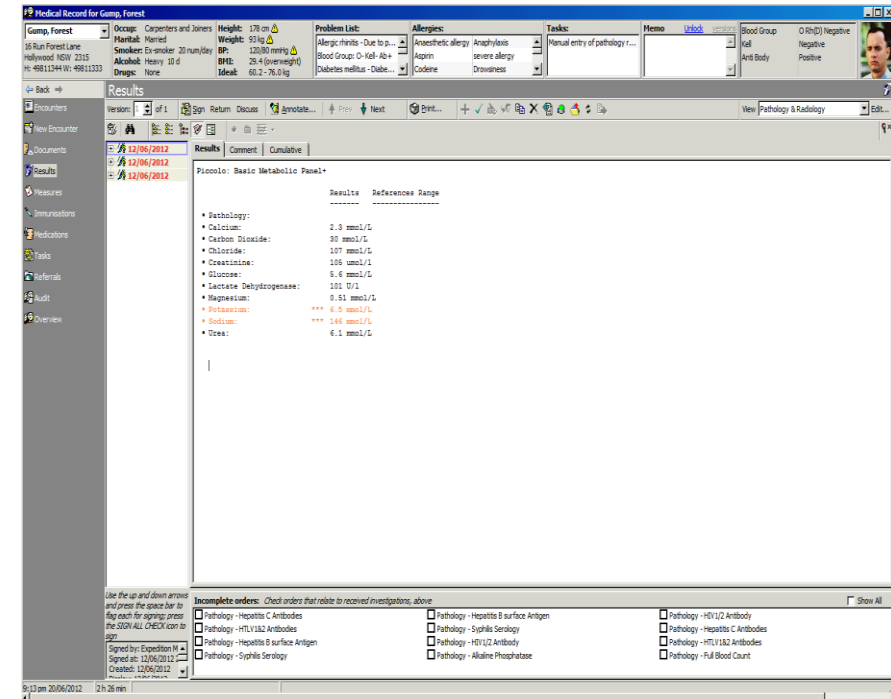 Medical Record for Gump, Forest
Gump, Forest
16 Run Forest Lane
Hollywood NSW 2315
H: 49811344 W: 49811333
Occup: Carpenters and Joiners
Marital: Married
Smoker: Ex-smoker 20 num/day
Alcohol: Heavy 10 d
Drugs: None
Height: 178 cm
Weight: 93 kg
BP: 120/80 mmHg
BMI: 29.4 (overweight)
Ideal: 60.2 - 76.0 kg
Problem List:
Allergic rhinitis - Due to p...
Blood Group: O- Kell- Ab+
Diabetes mellitus - Diabe...
Allergies:
Anaesthetic allergy Anaphylaxis
Aspirin severe allergy
Codeine Drowsiness
Tasks:
Manual entry of pathology r...
Memo Unlock versions
Blood Group O Rh(D) Negative
Kell Negative
Anti Body Positive
Back
Results
Encounters
New Encounter
Documents
Results
Measures
Immunisations
Medications
Tasks
Referrals
Audit
Overview
Version: 1 of 1 Sign Return Discuss Annotate... Prev Next Print... View Pathology & Radiology Edit...
12/06/2012
12/06/2012
12/06/2012
Results Comment Cumulative
Piccolo: Basic Metabolic Panel+
Results References Range
------- ----------------
* Pathology:
* Calcium: 2.3 mmol/L
* Carbon Dioxide: 30 mmol/L
* Chloride: 107 mmol/L
* Creatinine: 105 umol/l
* Glucose: 5.6 mmol/L
* Lactate Dehydrogenase: 101 U/l
* Magnesium: 0.51 mmol/L
* Potassium: *** 6.5 mmol/L
* Sodium: *** 146 mmol/L
* Urea: 6.1 mmol/L
Use the up and down arrows
and press the space bar to
flag each for signing; press
the SIGN ALL CHECK icon to
sign
Signed by: Expedition M
Signed at: 12/06/2012
Created: 12/06/2012
Incomplete orders: Check orders that relate to received investigations, above Show All
Pathology - Hepatitis C Antibodies Pathology - Hepatitis B surface Antigen Pathology - HIV1/2 Antibody
Pathology - HTLV1&2 Antibodies Pathology - Syphilis Serology Pathology - Hepatitis C Antibodies
Pathology - Hepatitis B surface Antigen Pathology - HIV1/2 Antibody Pathology - HTLV1&2 Antibodies
Pathology - Syphilis Serology Pathology - Alkaline Phosphatase Pathology - Full Blood Count
9:13 pm 20/06/2012 2 h 26 min